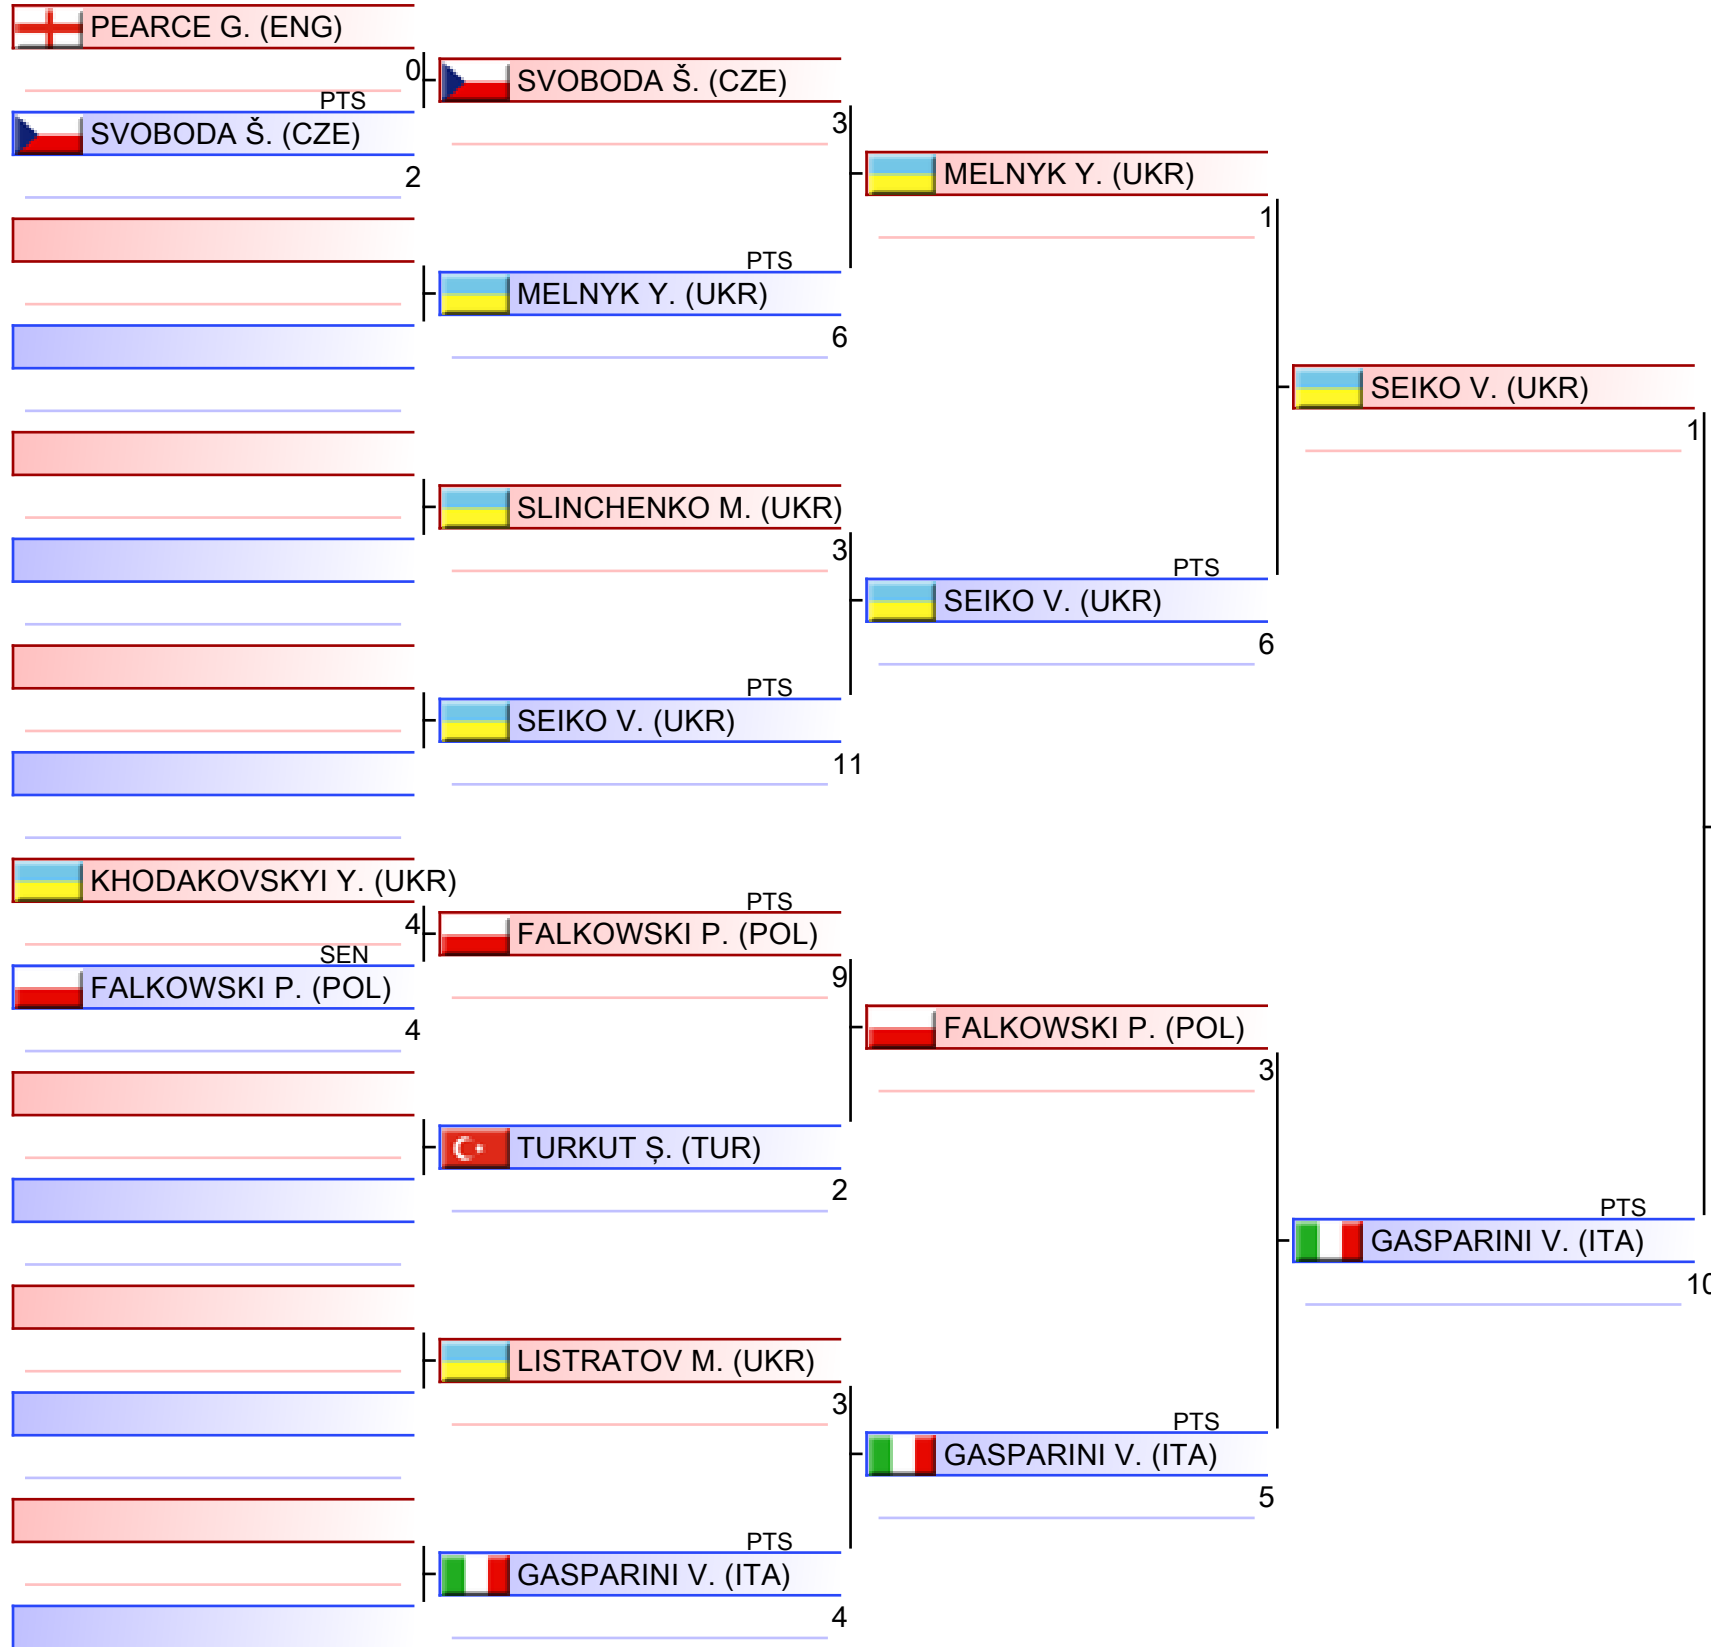 PEARCE G. (ENG)
0
PTS
SVOBODA Š. (CZE)
2
KHODAKOVSKYI Y. (UKR)
4
SEN
FALKOWSKI P. (POL)
4
SVOBODA Š. (CZE)
3
PTS
MELNYK Y. (UKR)
6
SLINCHENKO M. (UKR)
3
PTS
SEIKO V. (UKR)
11
PTS
FALKOWSKI P. (POL)
9
TURKUT Ş. (TUR)
2
LISTRATOV M. (UKR)
3
PTS
GASPARINI V. (ITA)
4
MELNYK Y. (UKR)
1
PTS
SEIKO V. (UKR)
6
FALKOWSKI P. (POL)
3
PTS
GASPARINI V. (ITA)
5
SEIKO V. (UKR)
1
PTS
GASPARINI V. (ITA)
10